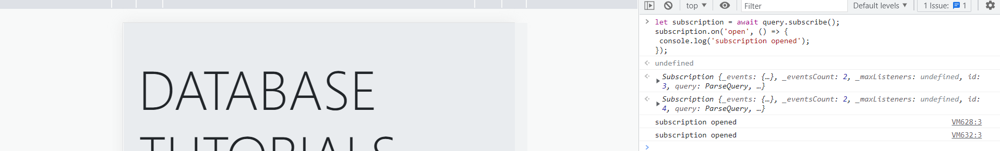 top ▼
Filter
Default levels ▼
1 Issue: 1
let subscription = await query.subscribe();
subscription.on('open', () => {
console.log('subscription opened');
});
undefined
Subscription {_events: {…}, _eventsCount: 2, _maxListeners: undefined, id:
3, query: ParseQuery, …}
Subscription {_events: {…}, _eventsCount: 2, _maxListeners: undefined, id:
4, query: ParseQuery, …}
subscription opened VM628:3
subscription opened VM632:3
DATABASE
TUTORIALS